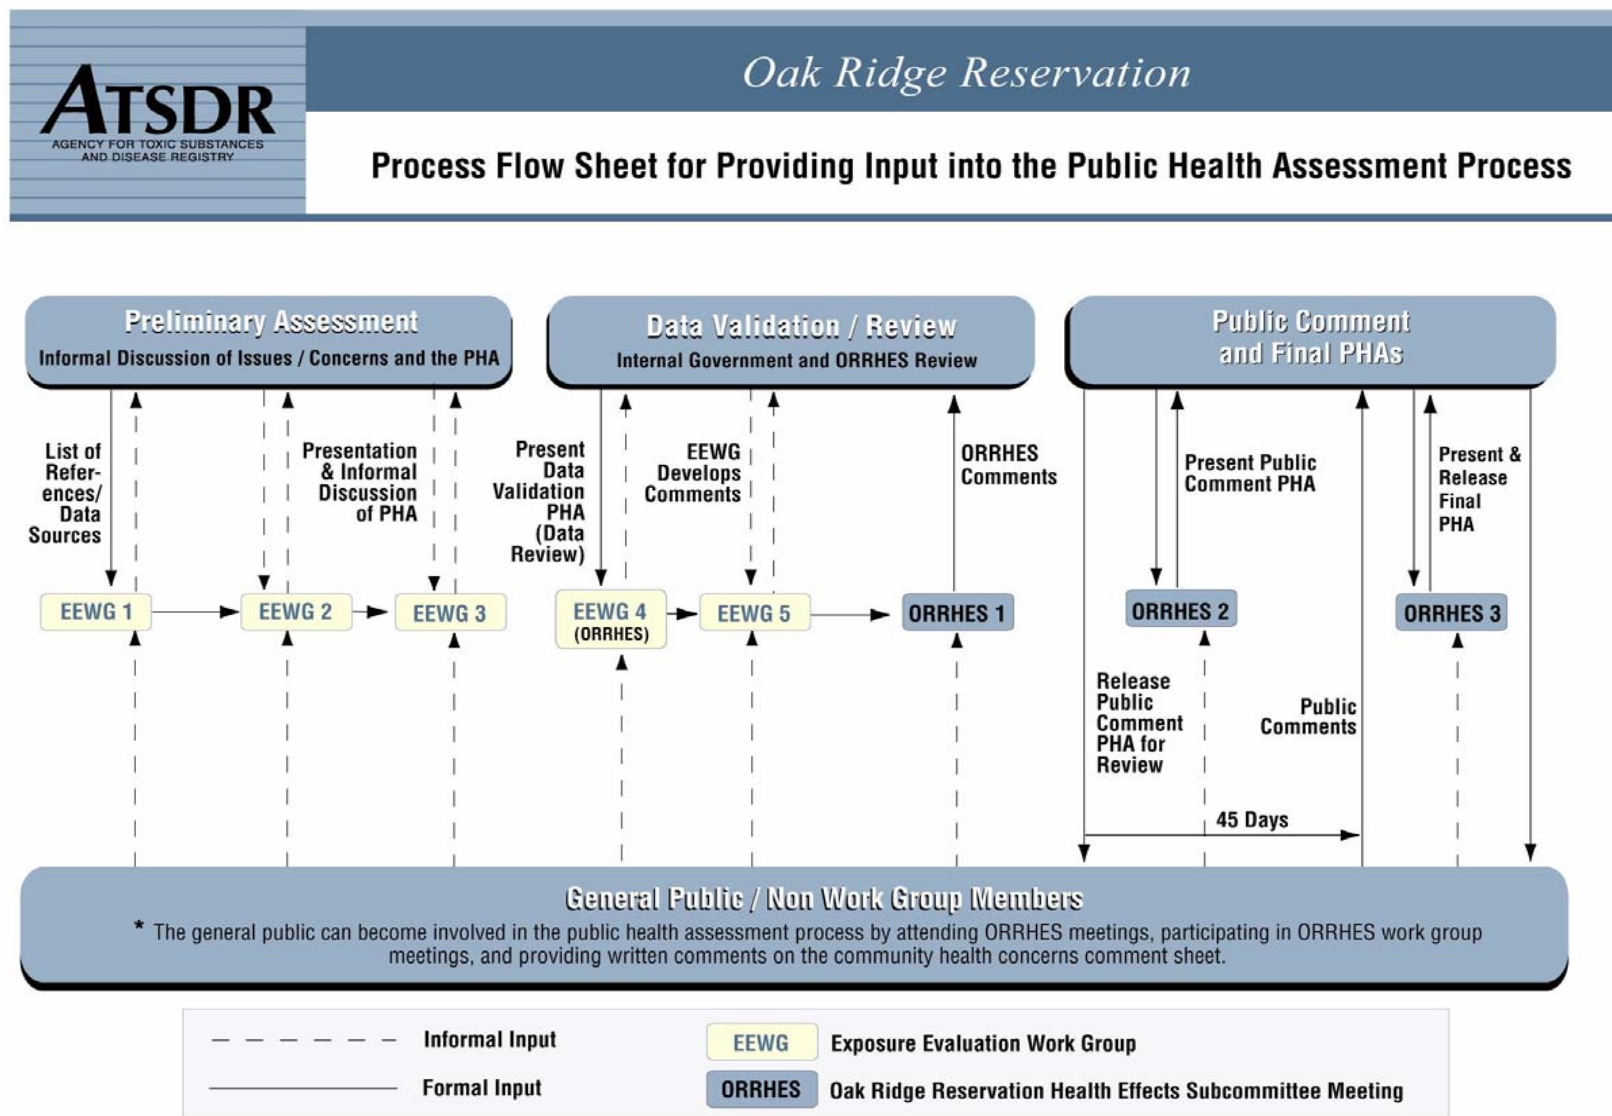 ATSDR
AGENCY FOR TOXIC SUBSTANCES
AND DISEASE REGISTRY
Oak Ridge Reservation
Process Flow Sheet for Providing Input into the Public Health Assessment Process
Preliminary Assessment
Informal Discussion of Issues / Concerns and the PHA
Data Validation / Review
Internal Government and ORRHES Review
Public Comment
and Final PHAs
List of
Refer-
ences/
Data
Sources
Presentation
& Informal
Discussion
of PHA
Present
Data
Validation
PHA
(Data
Review)
EEWG
Develops
Comments
ORRHES
Comments
Present Public
Comment PHA
Present &
Release
Final
PHA
EEWG 1
EEWG 2
EEWG 3
EEWG 4
(ORRHES)
EEWG 5
ORRHES 1
ORRHES 2
ORRHES 3
Release
Public
Comment
PHA for
Review
Public
Comments
45 Days
General Public / Non Work Group Members
* The general public can become involved in the public health assessment process by attending ORRHES meetings, participating in ORRHES work group
meetings, and providing written comments on the community health concerns comment sheet.
Informal Input
EEWG
Exposure Evaluation Work Group
Formal Input
ORRHES
Oak Ridge Reservation Health Effects Subcommittee Meeting